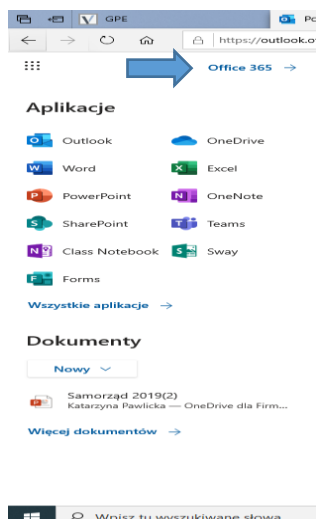 GPE
Po
https://outlook.o
Office 365 →
Aplikacje
Outlook
OneDrive
Word
Excel
PowerPoint
OneNote
SharePoint
Teams
Class Notebook
Sway
Forms
Wszystkie aplikacje →
Dokumenty
Nowy
Samorząd 2019(2)
Katarzyna Pawlicka — OneDrive dla Firm...
Więcej dokumentów →
Wpisz tu wyszukiwane słowa